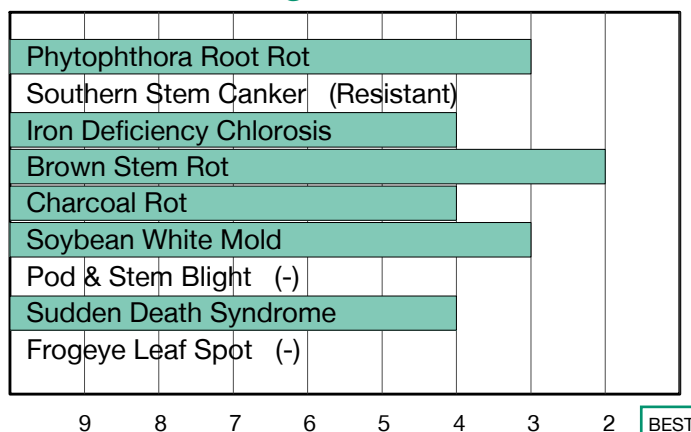 Phytophthora Root Rot
Southern Stem Canker (Resistant)
Iron Deficiency Chlorosis
Brown Stem Rot
Charcoal Rot
Soybean White Mold
Pod & Stem Blight (-)
Sudden Death Syndrome
Frogeye Leaf Spot (-)
9 8 7 6 5 4 3 2 BEST